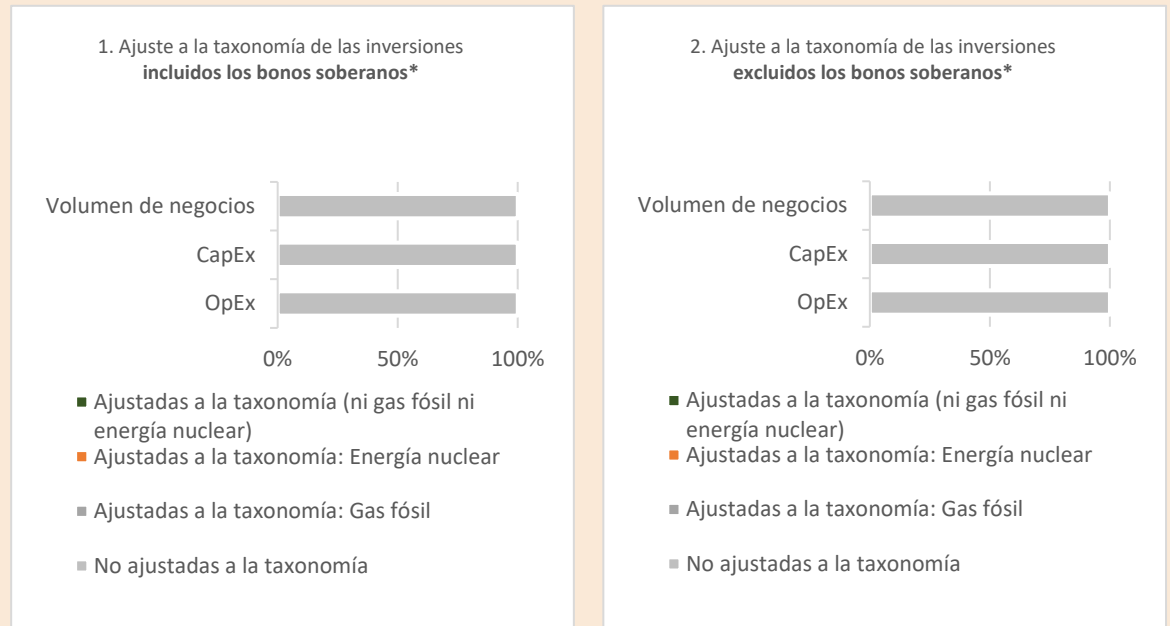 1. Ajuste a la taxonomía de las inversiones
incluidos los bonos soberanos*
Volumen de negocios
CapEx
OpEx
0% 50% 100%
Ajustadas a la taxonomía (ni gas fósil ni
energía nuclear)
Ajustadas a la taxonomía: Energía nuclear
Ajustadas a la taxonomía: Gas fósil
No ajustadas a la taxonomía
2. Ajuste a la taxonomía de las inversiones
excluidos los bonos soberanos*
Volumen de negocios
CapEx
OpEx
0% 50% 100%
Ajustadas a la taxonomía (ni gas fósil ni
energía nuclear)
Ajustadas a la taxonomía: Energía nuclear
Ajustadas a la taxonomía: Gas fósil
No ajustadas a la taxonomía